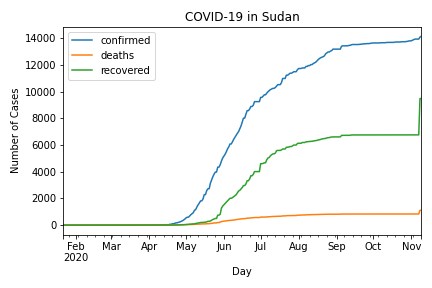 COVID-19 in Sudan
confirmed
deaths
recovered
Number of Cases
14000
12000
10000
8000
6000
4000
2000
0
Feb Mar Apr May Jun Jul Aug Sep Oct Nov
2020
Day